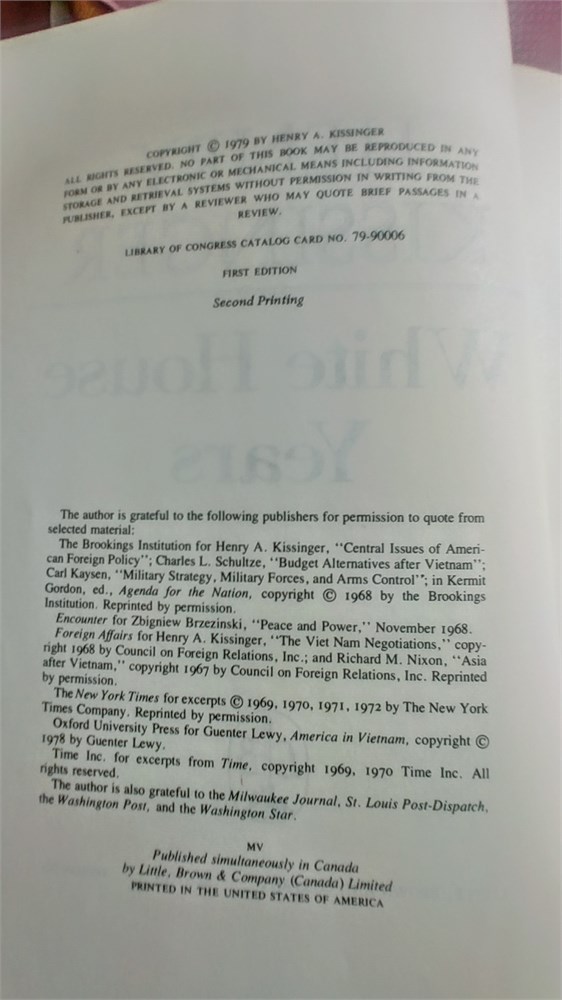 COPYRIGHT © 1979 BY HENRY A. KISSINGER
ALL RIGHTS RESERVED. NO PART OF THIS BOOK MAY BE REPRODUCED IN ANY
FORM OR BY ANY ELECTRONIC OR MECHANICAL MEANS INCLUDING INFORMATION
STORAGE AND RETRIEVAL SYSTEMS WITHOUT PERMISSION IN WRITING FROM THE
PUBLISHER, EXCEPT BY A REVIEWER WHO MAY QUOTE BRIEF PASSAGES IN A
REVIEW.
LIBRARY OF CONGRESS CATALOG CARD NO. 79-90006
FIRST EDITION
Second Printing
White House
Years
The author is grateful to the following publishers for permission to quote from
selected material:
The Brookings Institution for Henry A. Kissinger, "Central Issues of Ameri-
can Foreign Policy"; Charles L. Schultze, "Budget Alternatives after Vietnam";
Carl Kaysen, "Military Strategy, Military Forces, and Arms Control"; in Kermit
Gordon, ed., Agenda for the Nation, copyright © 1968 by the Brookings
Institution. Reprinted by permission.
Encounter for Zbigniew Brzezinski, "Peace and Power," November 1968.
Foreign Affairs for Henry A. Kissinger, "The Viet Nam Negotiations," copy-
right 1968 by Council on Foreign Relations, Inc.; and Richard M. Nixon, "Asia
after Vietnam," copyright 1967 by Council on Foreign Relations, Inc. Reprinted
by permission.
The New York Times for excerpts © 1969, 1970, 1971, 1972 by The New York
Times Company. Reprinted by permission.
Oxford University Press for Guenter Lewy, America in Vietnam, copyright ©
1978 by Guenter Lewy.
Time Inc. for excerpts from Time, copyright 1969, 1970 Time Inc. All
rights reserved.
The author is also grateful to the Milwaukee Journal, St. Louis Post-Dispatch,
the Washington Post, and the Washington Star.
MV
Published simultaneously in Canada
by Little, Brown & Company (Canada) Limited
PRINTED IN THE UNITED STATES OF AMERICA